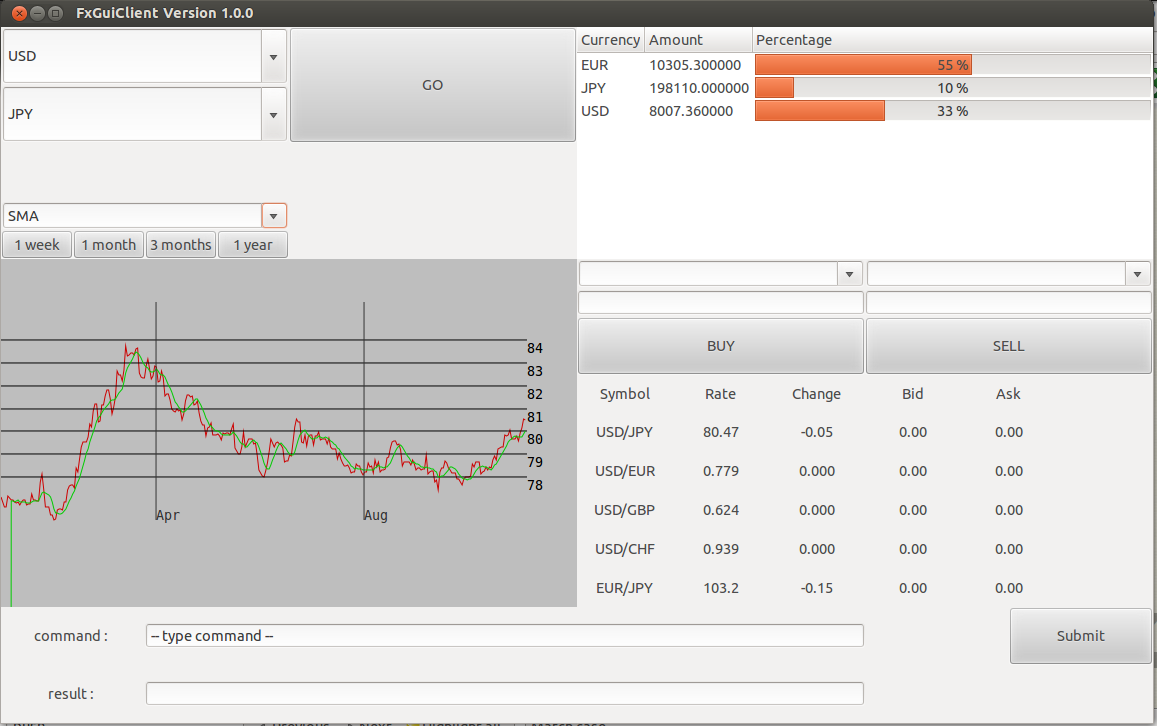 FxGuiClient Version 1.0.0
USD
JPY
GO
Currency Amount Percentage
EUR 10305.300000 55 %
JPY 198110.000000 10 %
USD 8007.360000 33 %
SMA
1 week 1 month 3 months 1 year
84
83
82
81
80
79
78
Apr Aug
BUY SELL
Symbol Rate Change Bid Ask
USD/JPY 80.47 -0.05 0.00 0.00
USD/EUR 0.779 0.000 0.00 0.00
USD/GBP 0.624 0.000 0.00 0.00
USD/CHF 0.939 0.000 0.00 0.00
EUR/JPY 103.2 -0.15 0.00 0.00
command : -- type command --
Submit
result :